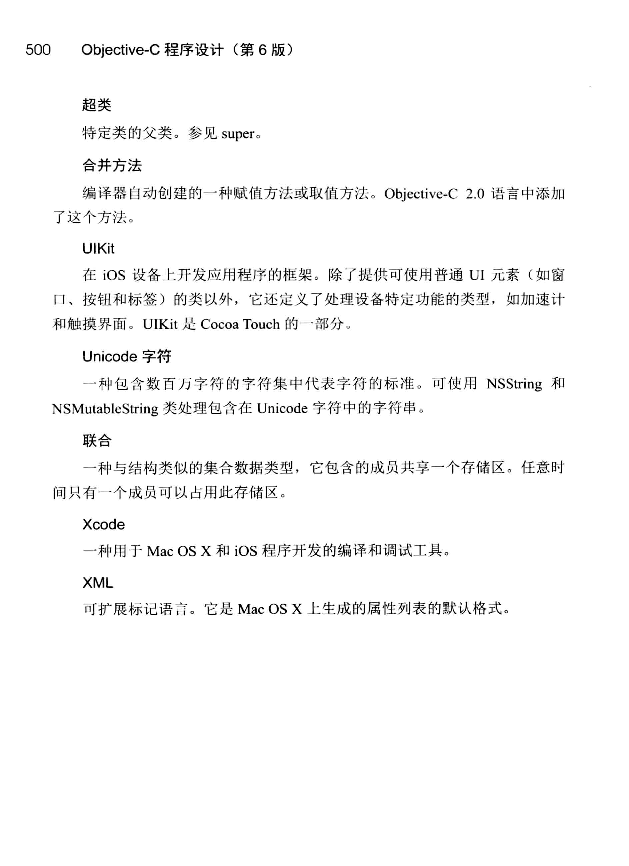 500 Objective-C 程序设计（第 6 版）
超类
特定类的父类。参见 super。
合并方法
编译器自动创建的一种赋值方法或取值方法。Objective-C 2.0 语言中添加
了这个方法。
UIKit
在 iOS 设备上开发应用程序的框架。除了提供可使用普通 UI 元素（如窗
口、按钮和标签）的类以外，它还定义了处理设备特定功能的类型，如加速计
和触摸界面。UIKit 是 Cocoa Touch 的一部分。
Unicode 字符
一种包含数百万字符的字符集中代表字符的标准。可使用 NSString 和
NSMutableString 类处理包含在 Unicode 字符中的字符串。
联合
一种与结构类似的集合数据类型，它包含的成员共享一个存储区。任意时
间只有一个成员可以占用此存储区。
Xcode
一种用于 Mac OS X 和 iOS 程序开发的编译和调试工具。
XML
可扩展标记语言。它是 Mac OS X 上生成的属性列表的默认格式。